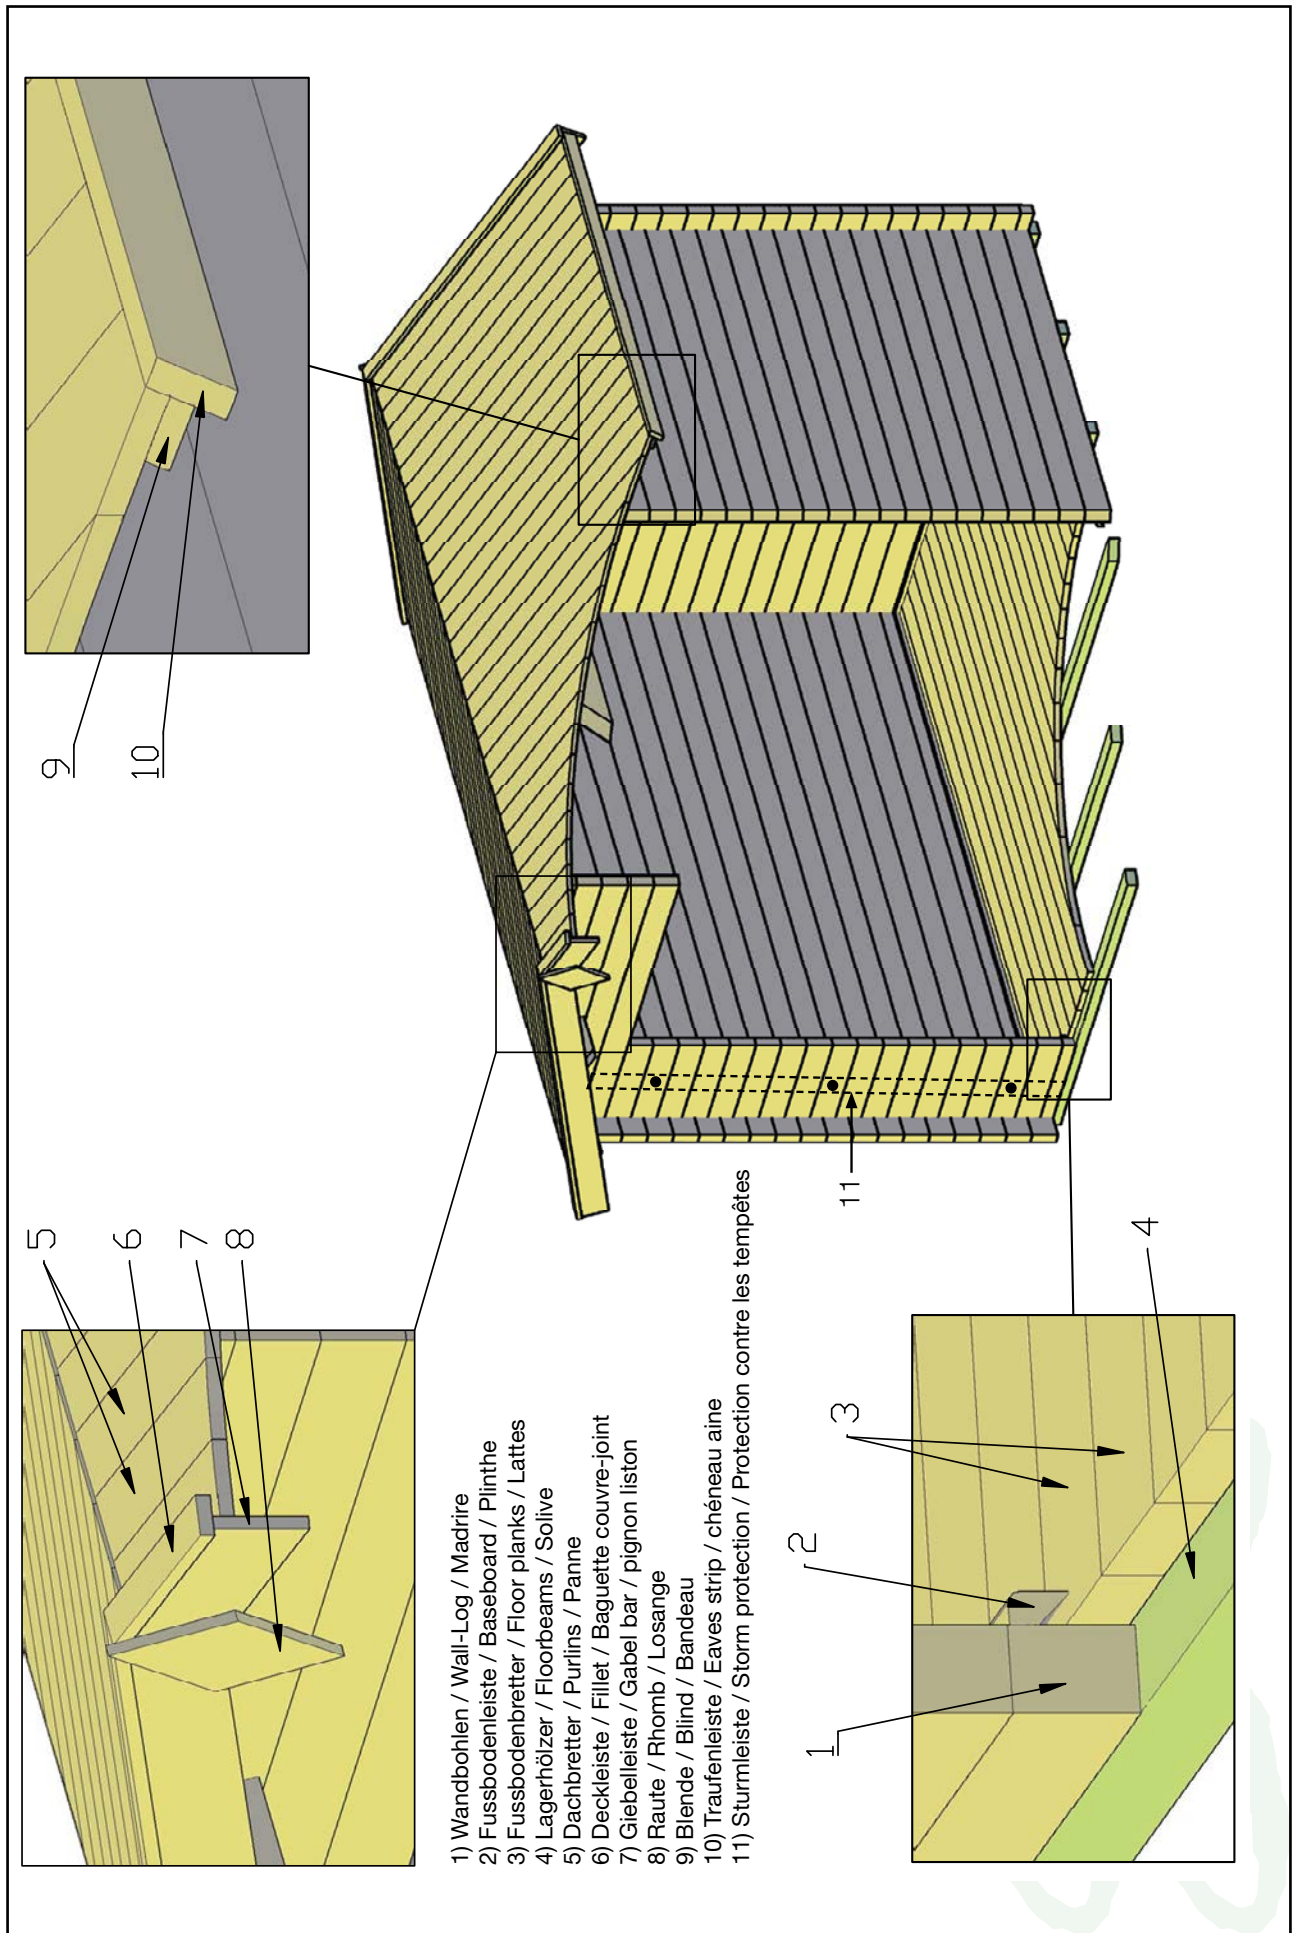 9
10
5
6
7
8
1) Wandbohlen / Wall-Log / Madrire
2) Fussbodenleiste / Baseboard / Plinthe
3) Fussbodenbretter / Floor planks / Lattes
4) Lagerhölzer / Floorbeams / Solive
5) Dachbretter / Purlins / Panne
6) Deckleiste / Fillet / Baguette couvre-joint
7) Giebelleiste / Gabel bar / pignon liston
8) Raute / Rhomb / Losange
9) Blende / Blind / Bandeau
10) Traufenleiste / Eaves strip / chéneau aine
11) Sturmleiste / Storm protection / Protection contre les tempêtes
11
1
2
3
4